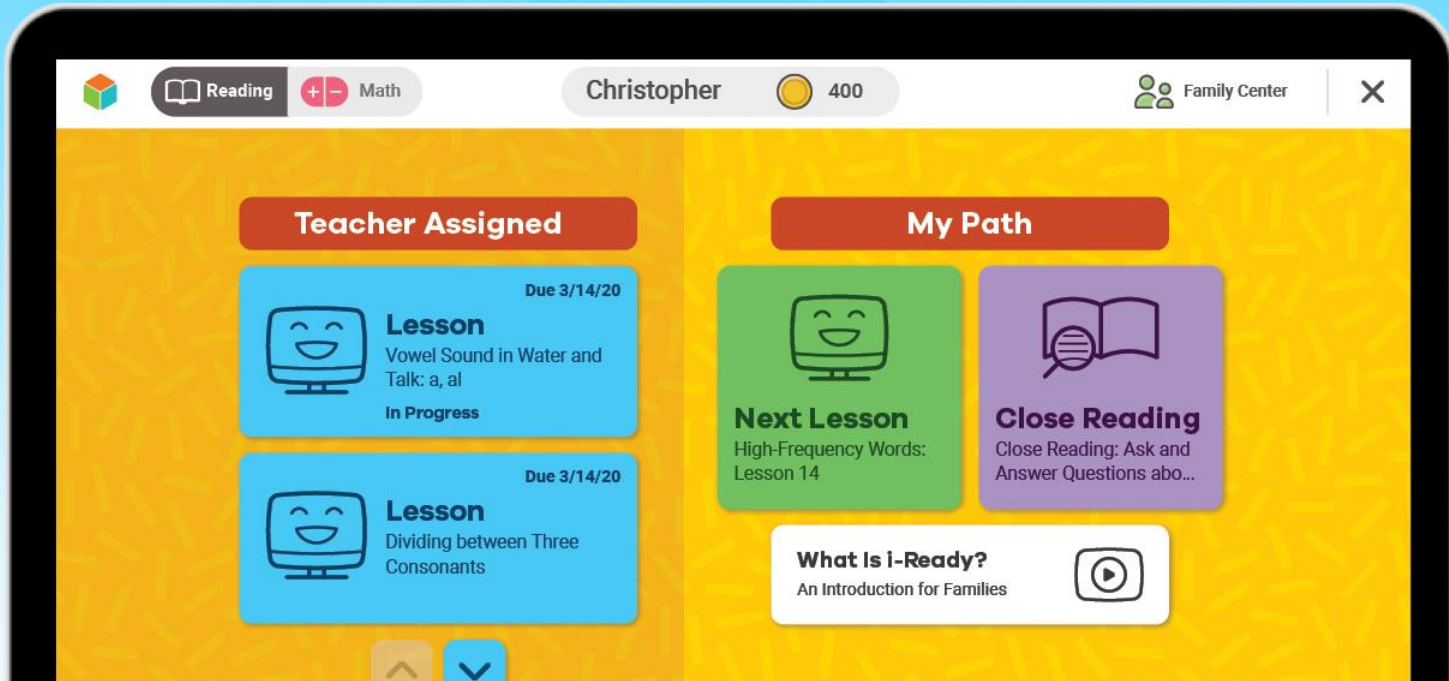 Reading
+ - Math
Christopher
400
Family Center
Teacher Assigned
Due 3/14/20
Lesson
Vowel Sound in Water and
Talk: a, al
In Progress
Due 3/14/20
Lesson
Dividing between Three
Consonants
My Path
Next Lesson
High-Frequency Words:
Lesson 14
Close Reading
Close Reading: Ask and
Answer Questions abo...
What Is i-Ready?
An Introduction for Families